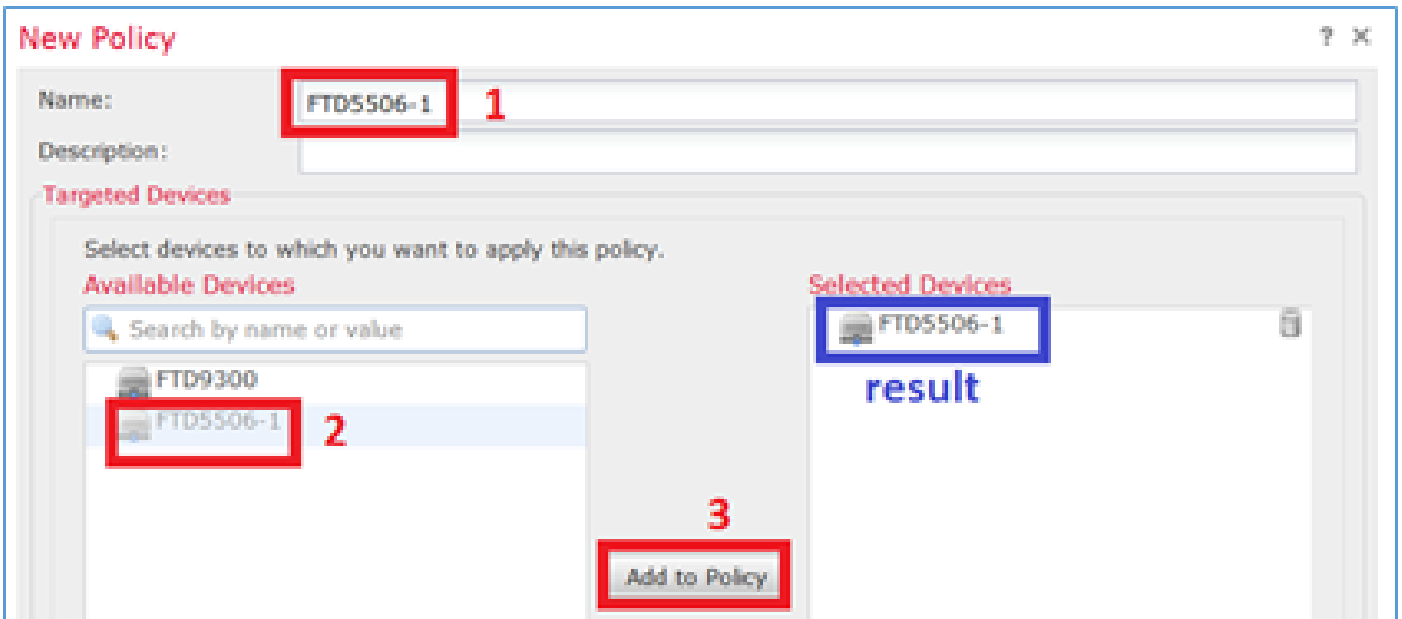 New Policy ? X
Name: FTD5506-1 1
Description:
Targeted Devices
Select devices to which you want to apply this policy.
Available Devices Selected Devices
Search by name or value FTD5506-1
FTD9300 result
FTD5506-1 2
3
Add to Policy